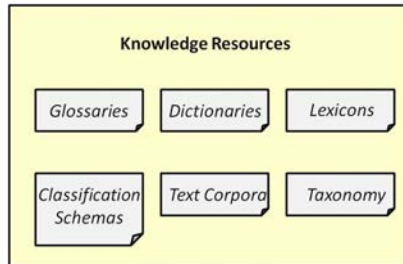 Knowledge Resources
Glossaries
Dictionaries
Lexicons
Classification
Schemas
Text Corpora
Taxonomy